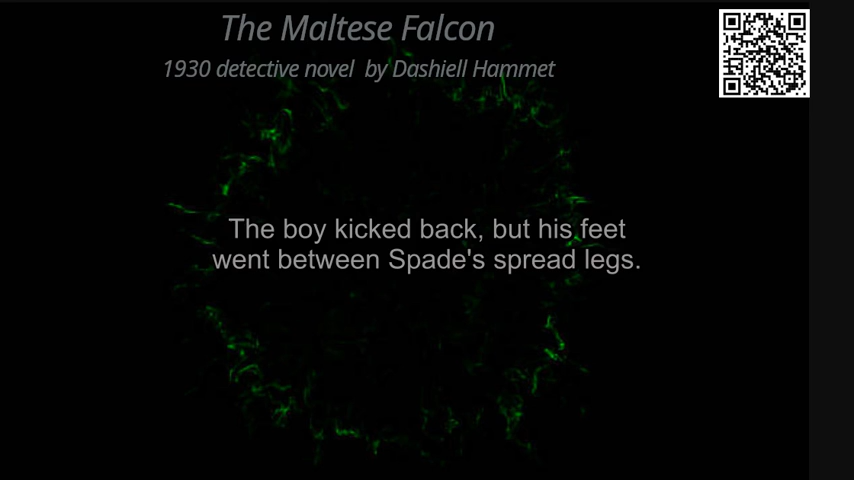 The Maltese Falcon
1930 detective novel  by Dashiell Hammet
The boy kicked back, but his feet
went between Spade's spread legs.